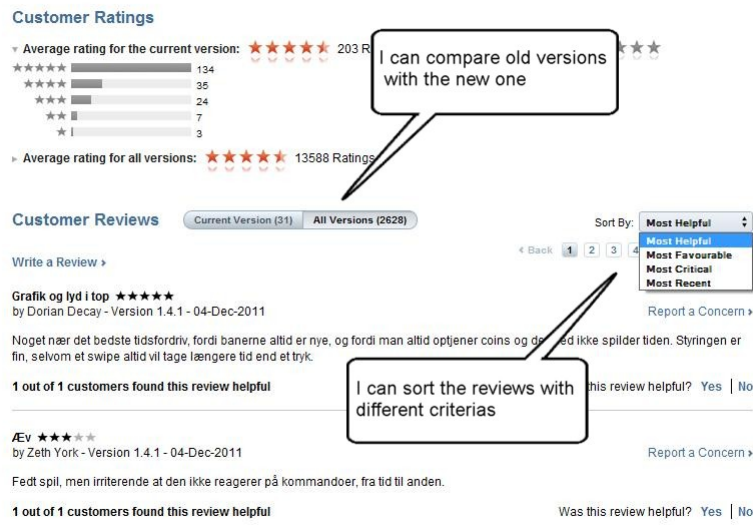 Customer Ratings
Average rating for the current version: 203 R
134
35
24
7
3
I can compare old versions
with the new one
Average rating for all versions: 13588 Ratings
Customer Reviews Current Version (31) All Versions (2628) Sort By: Most Helpful
Most Helpful
Most Favourable
Most Critical
Most Recent
Back 1 2 3 4
Write a Review
Grafik og lyd i top ★★★★★
by Dorian Decay - Version 1.4.1 - 04-Dec-2011 Report a Concern
Noget nær det bedste tidsfordriv, fordi banerne altid er nye, og fordi man altid optjener coins og de ed ikke spilder tiden. Styringen er
fin, selvom et swipe altid vil tage længere tid end et tryk.
1 out of 1 customers found this review helpful this review helpful? Yes | No
I can sort the reviews with
different criterias
Æv ★★★★★
by Zeth York - Version 1.4.1 - 04-Dec-2011 Report a Concern
Fedt spil, men irriterende at den ikke reagerer på kommandoer, fra tid til anden.
1 out of 1 customers found this review helpful Was this review helpful? Yes | No